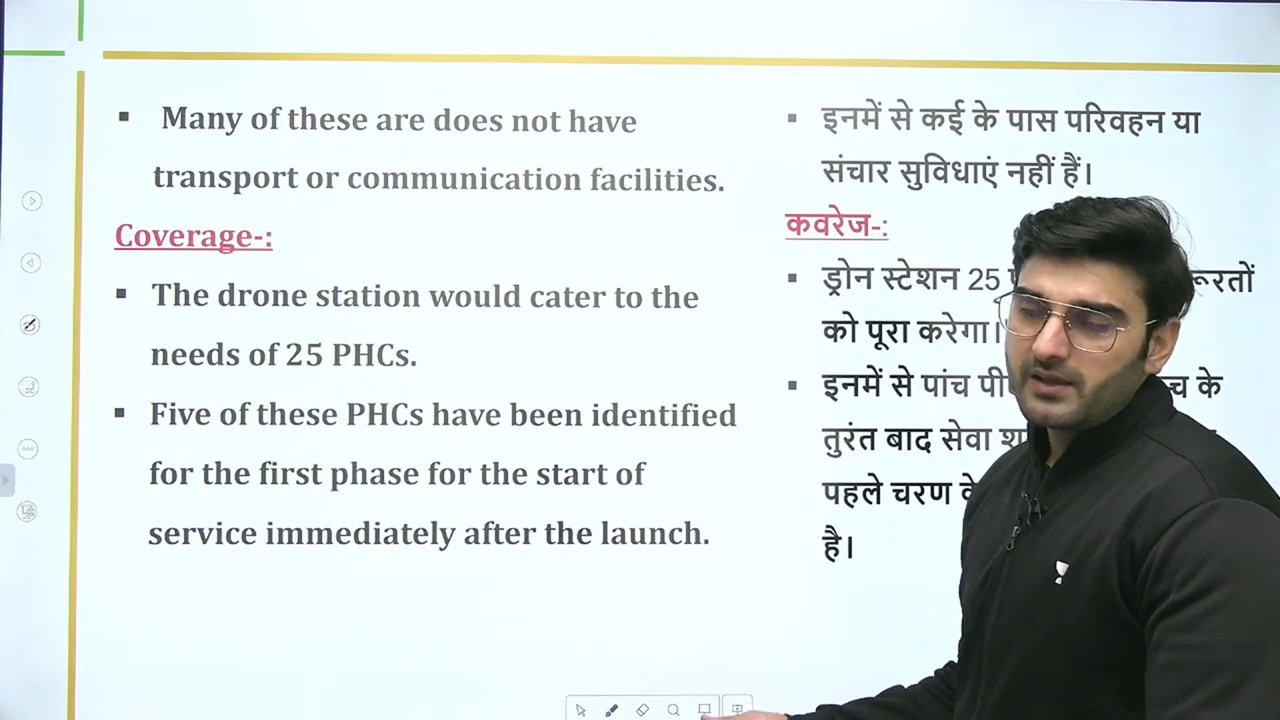 Many of these are does not have
transport or communication facilities.
Coverage-:
The drone station would cater to the
needs of 25 PHCs.
Five of these PHCs have been identified
for the first phase for the start of
service immediately after the launch.
इनमें से कई के पास परिवहन या
संचार सुविधाएं नहीं हैं।
कवरेज-:
ड्रोन स्टेशन 25
को पूरा करेगा।
इनमें से पांच के
तुरंत बाद सेवा
पहले चरण
है।